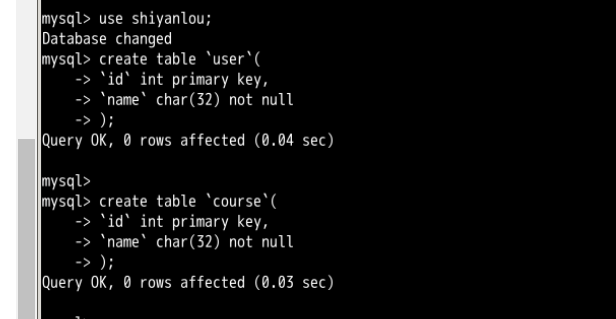 mysql> use shiyanlou;
Database changed
mysql> create table `user`(
    -> `id` int primary key,
    -> `name` char(32) not null
    -> );
Query OK, 0 rows affected (0.04 sec)

mysql>
mysql> create table `course`(
    -> `id` int primary key,
    -> `name` char(32) not null
    -> );
Query OK, 0 rows affected (0.03 sec)